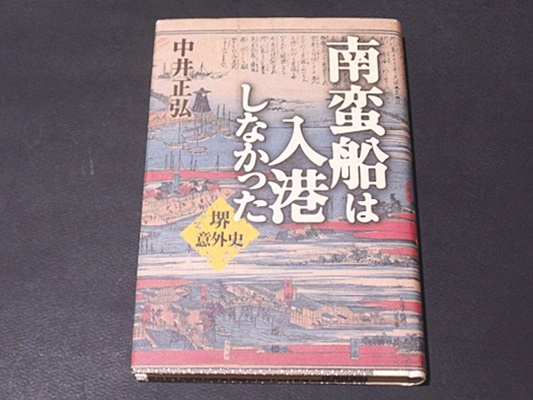 南蛮船は
入港
しなかった
堺
意外史
中井正弘